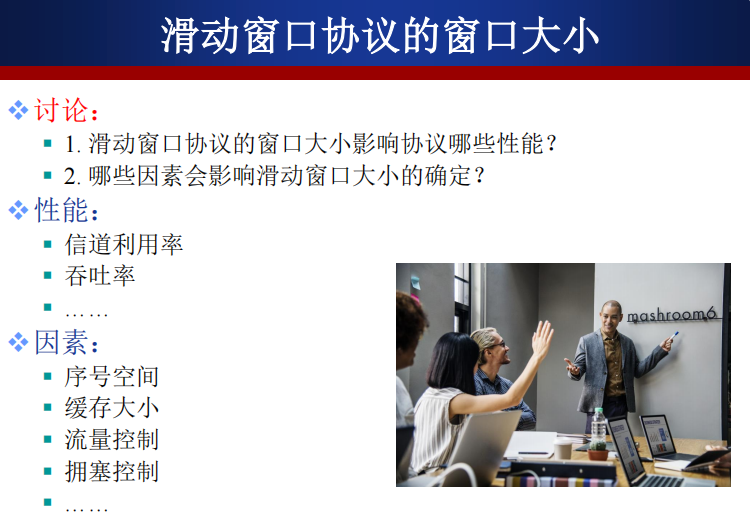 滑动窗口协议的窗口大小
讨论：
1. 滑动窗口协议的窗口大小影响协议哪些性能？
2. 哪些因素会影响滑动窗口大小的确定？
性能：
信道利用率
吞吐率
……
因素：
序号空间
缓存大小
流量控制
拥塞控制
……
mashroom6